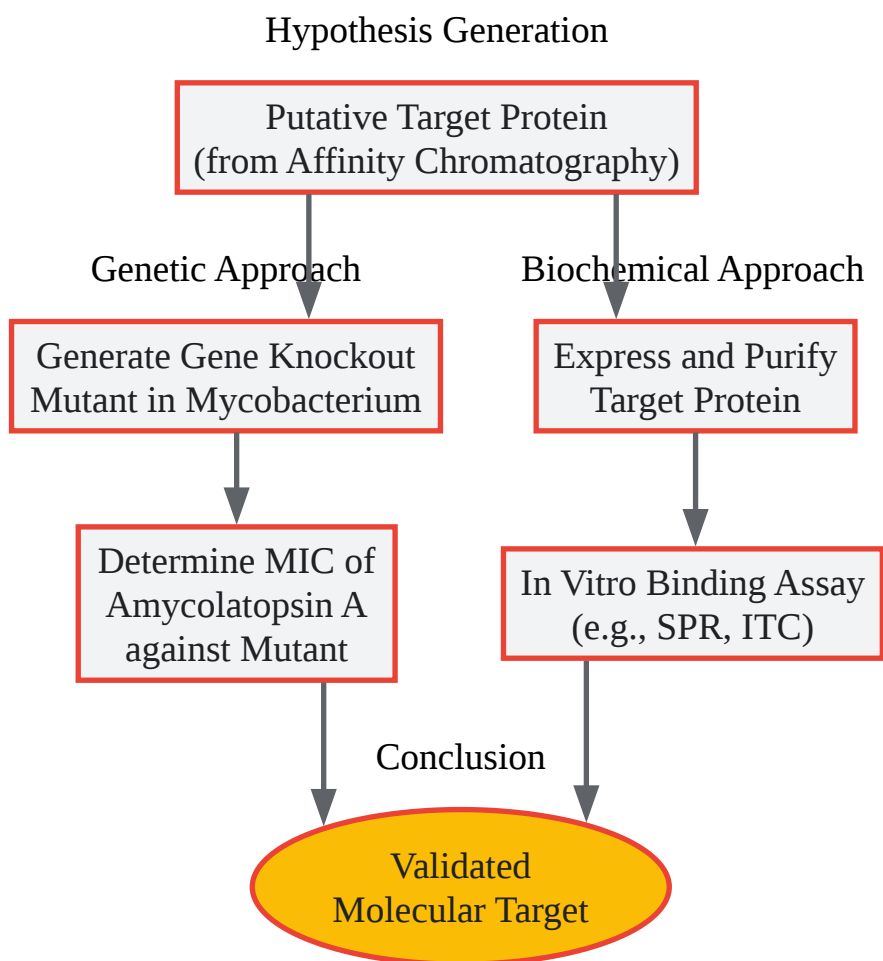 Hypothesis Generation
Putative Target Protein
(from Affinity Chromatography)
Genetic Approach
Biochemical Approach
Generate Gene Knockout
Mutant in Mycobacterium
Express and Purify
Target Protein
Determine MIC of
Amycolatopsin A
against Mutant
In Vitro Binding Assay
(e.g., SPR, ITC)
Conclusion
Validated
Molecular Target